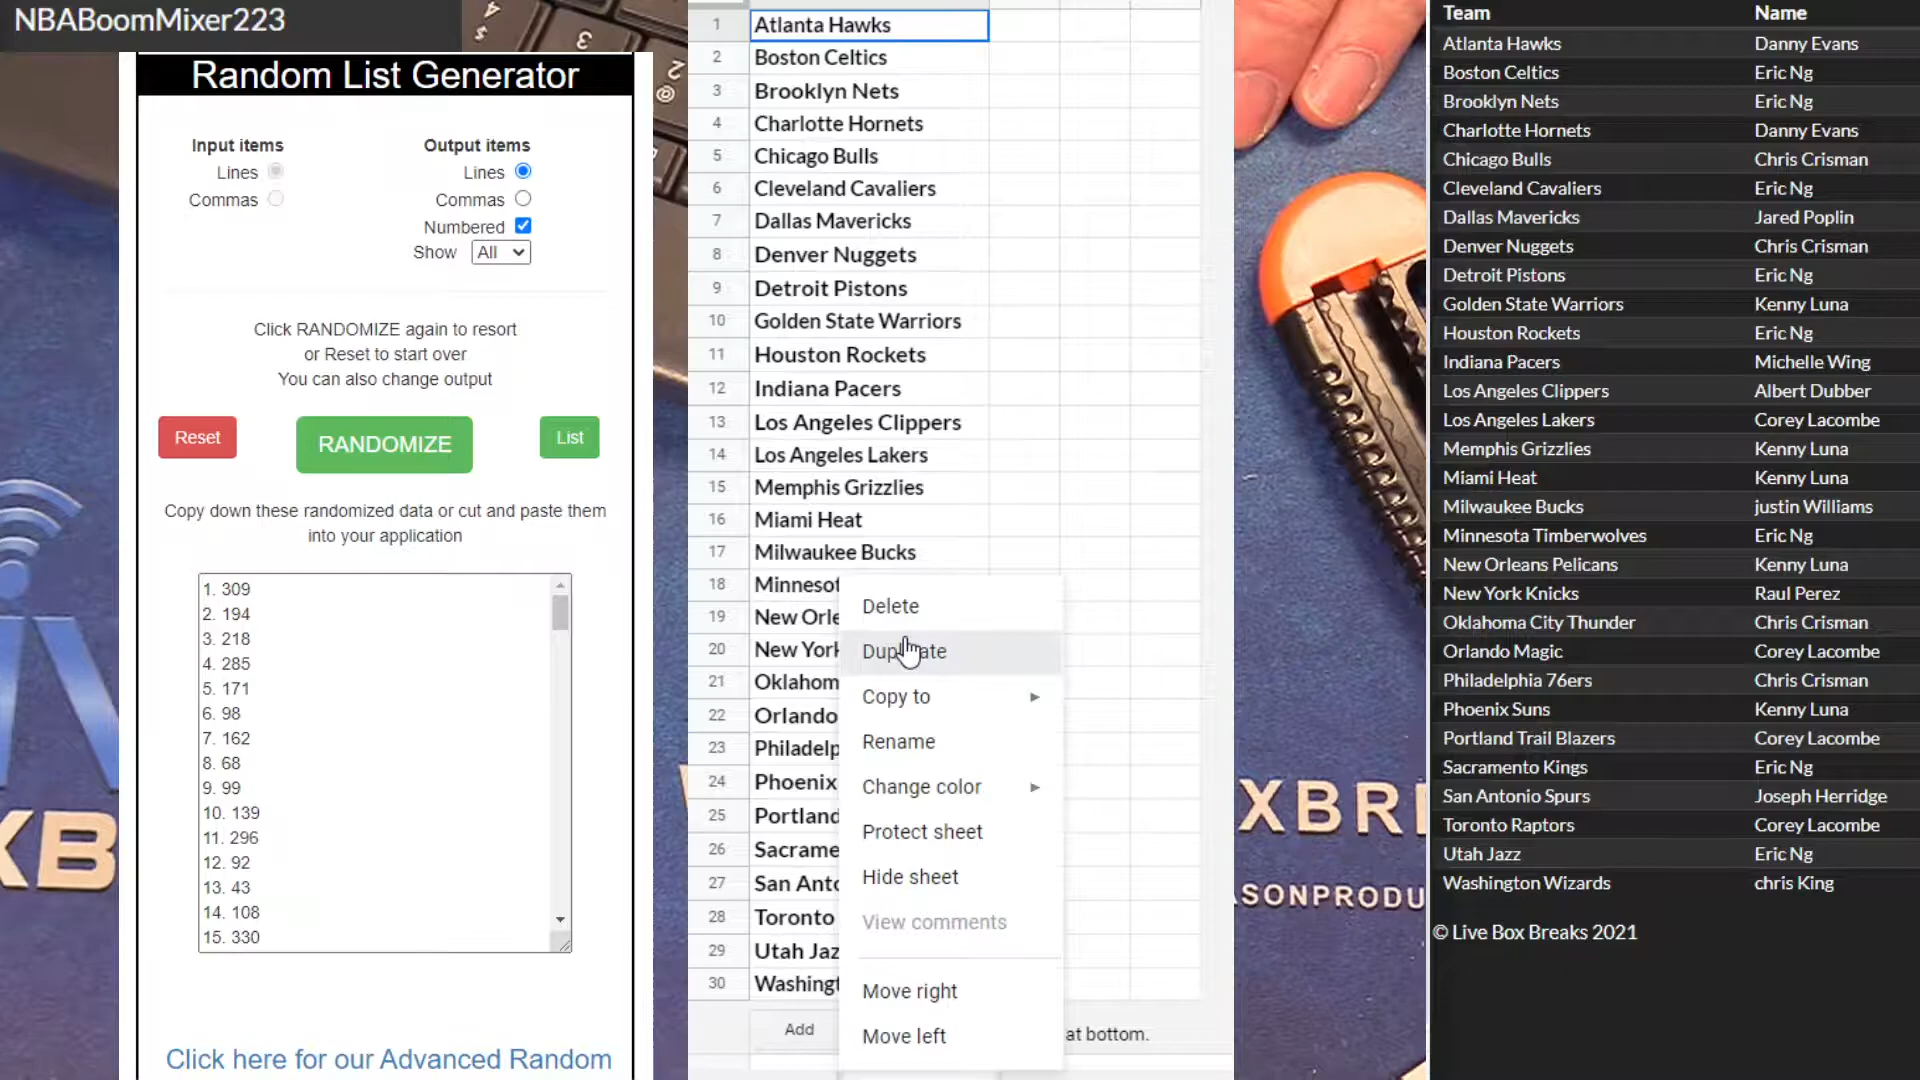 NBABoomMixer223
Random List Generator
Input items
Lines
Commas
Output items
Lines
Commas
Numbered
Show All
Click RANDOMIZE again to resort
or Reset to start over
You can also change output
Reset
RANDOMIZE
List
Copy down these randomized data or cut and paste them
into your application
1. 309
2. 194
3. 218
4. 285
5. 171
6. 98
7. 162
8. 68
9. 99
10. 139
11. 296
12. 92
13. 43
14. 108
15. 330
Click here for our Advanced Random
1 Atlanta Hawks
2 Boston Celtics
3 Brooklyn Nets
4 Charlotte Hornets
5 Chicago Bulls
6 Cleveland Cavaliers
7 Dallas Mavericks
8 Denver Nuggets
9 Detroit Pistons
10 Golden State Warriors
11 Houston Rockets
12 Indiana Pacers
13 Los Angeles Clippers
14 Los Angeles Lakers
15 Memphis Grizzlies
16 Miami Heat
17 Milwaukee Bucks
18 Minnesot
19 New Orle
20 New York
21 Oklahom
22 Orlando
23 Philadelp
24 Phoenix
25 Portland
26 Sacrame
27 San Anto
28 Toronto
29 Utah Jaz
30 Washingt
Add
at bottom.
Delete
Duplicate
Copy to
Rename
Change color
Protect sheet
Hide sheet
View comments
Move right
Move left
XB
XBRE
ASONPRODU
Team Name
Atlanta Hawks Danny Evans
Boston Celtics Eric Ng
Brooklyn Nets Eric Ng
Charlotte Hornets Danny Evans
Chicago Bulls Chris Crisman
Cleveland Cavaliers Eric Ng
Dallas Mavericks Jared Poplin
Denver Nuggets Chris Crisman
Detroit Pistons Eric Ng
Golden State Warriors Kenny Luna
Houston Rockets Eric Ng
Indiana Pacers Michelle Wing
Los Angeles Clippers Albert Dubber
Los Angeles Lakers Corey Lacombe
Memphis Grizzlies Kenny Luna
Miami Heat Kenny Luna
Milwaukee Bucks justin Williams
Minnesota Timberwolves Eric Ng
New Orleans Pelicans Kenny Luna
New York Knicks Raul Perez
Oklahoma City Thunder Chris Crisman
Orlando Magic Corey Lacombe
Philadelphia 76ers Chris Crisman
Phoenix Suns Kenny Luna
Portland Trail Blazers Corey Lacombe
Sacramento Kings Eric Ng
San Antonio Spurs Joseph Herridge
Toronto Raptors Corey Lacombe
Utah Jazz Eric Ng
Washington Wizards chris King
© Live Box Breaks 2021